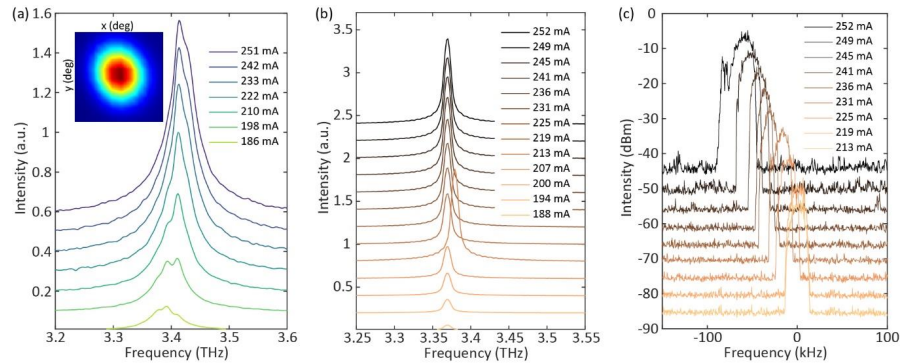 (a)
x (deg)
y (deg)
1.6
1.4
1.2
1
0.8
0.6
0.4
0.2
Intensity (a.u.)
251 mA
242 mA
233 mA
222 mA
210 mA
198 mA
186 mA
3.2
3.3
3.4
3.5
3.6
Frequency (THz)
(b)
3.5
3
2.5
2
1.5
1
0.5
Intensity (a.u.)
252 mA
249 mA
245 mA
241 mA
236 mA
231 mA
225 mA
219 mA
213 mA
207 mA
200 mA
194 mA
188 mA
3.25
3.3
3.35
3.4
3.45
3.5
3.55
Frequency (THz)
(c)
0
-10
-20
-30
-40
-50
-60
-70
-80
-90
Intensity (dBm)
252 mA
249 mA
245 mA
241 mA
236 mA
231 mA
225 mA
219 mA
213 mA
-100
0
100
Frequency (kHz)